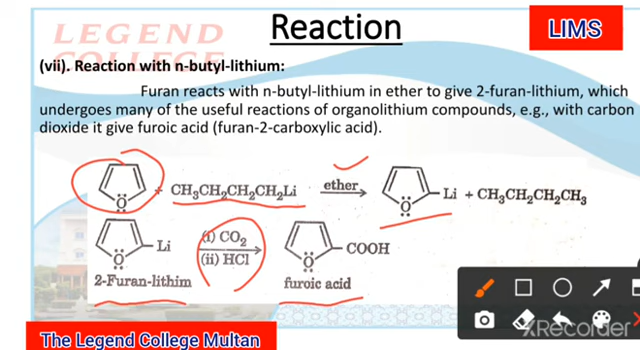 LEGEND
COLLEGE
Reaction
LIMS
(vii). Reaction with n-butyl-lithium:
Furan reacts with n-butyl-lithium in ether to give 2-furan-lithium, which
undergoes many of the useful reactions of organolithium compounds, e.g., with carbon
dioxide it give furoic acid (furan-2-carboxylic acid).
O + CH₃CH₂CH₂CH₂Li ether O Li + CH₃CH₂CH₂CH₃
O Li (i) CO₂ O COOH
(ii) HCl
2-Furan-lithim furoic acid
XRecorder
The Legend College Multan